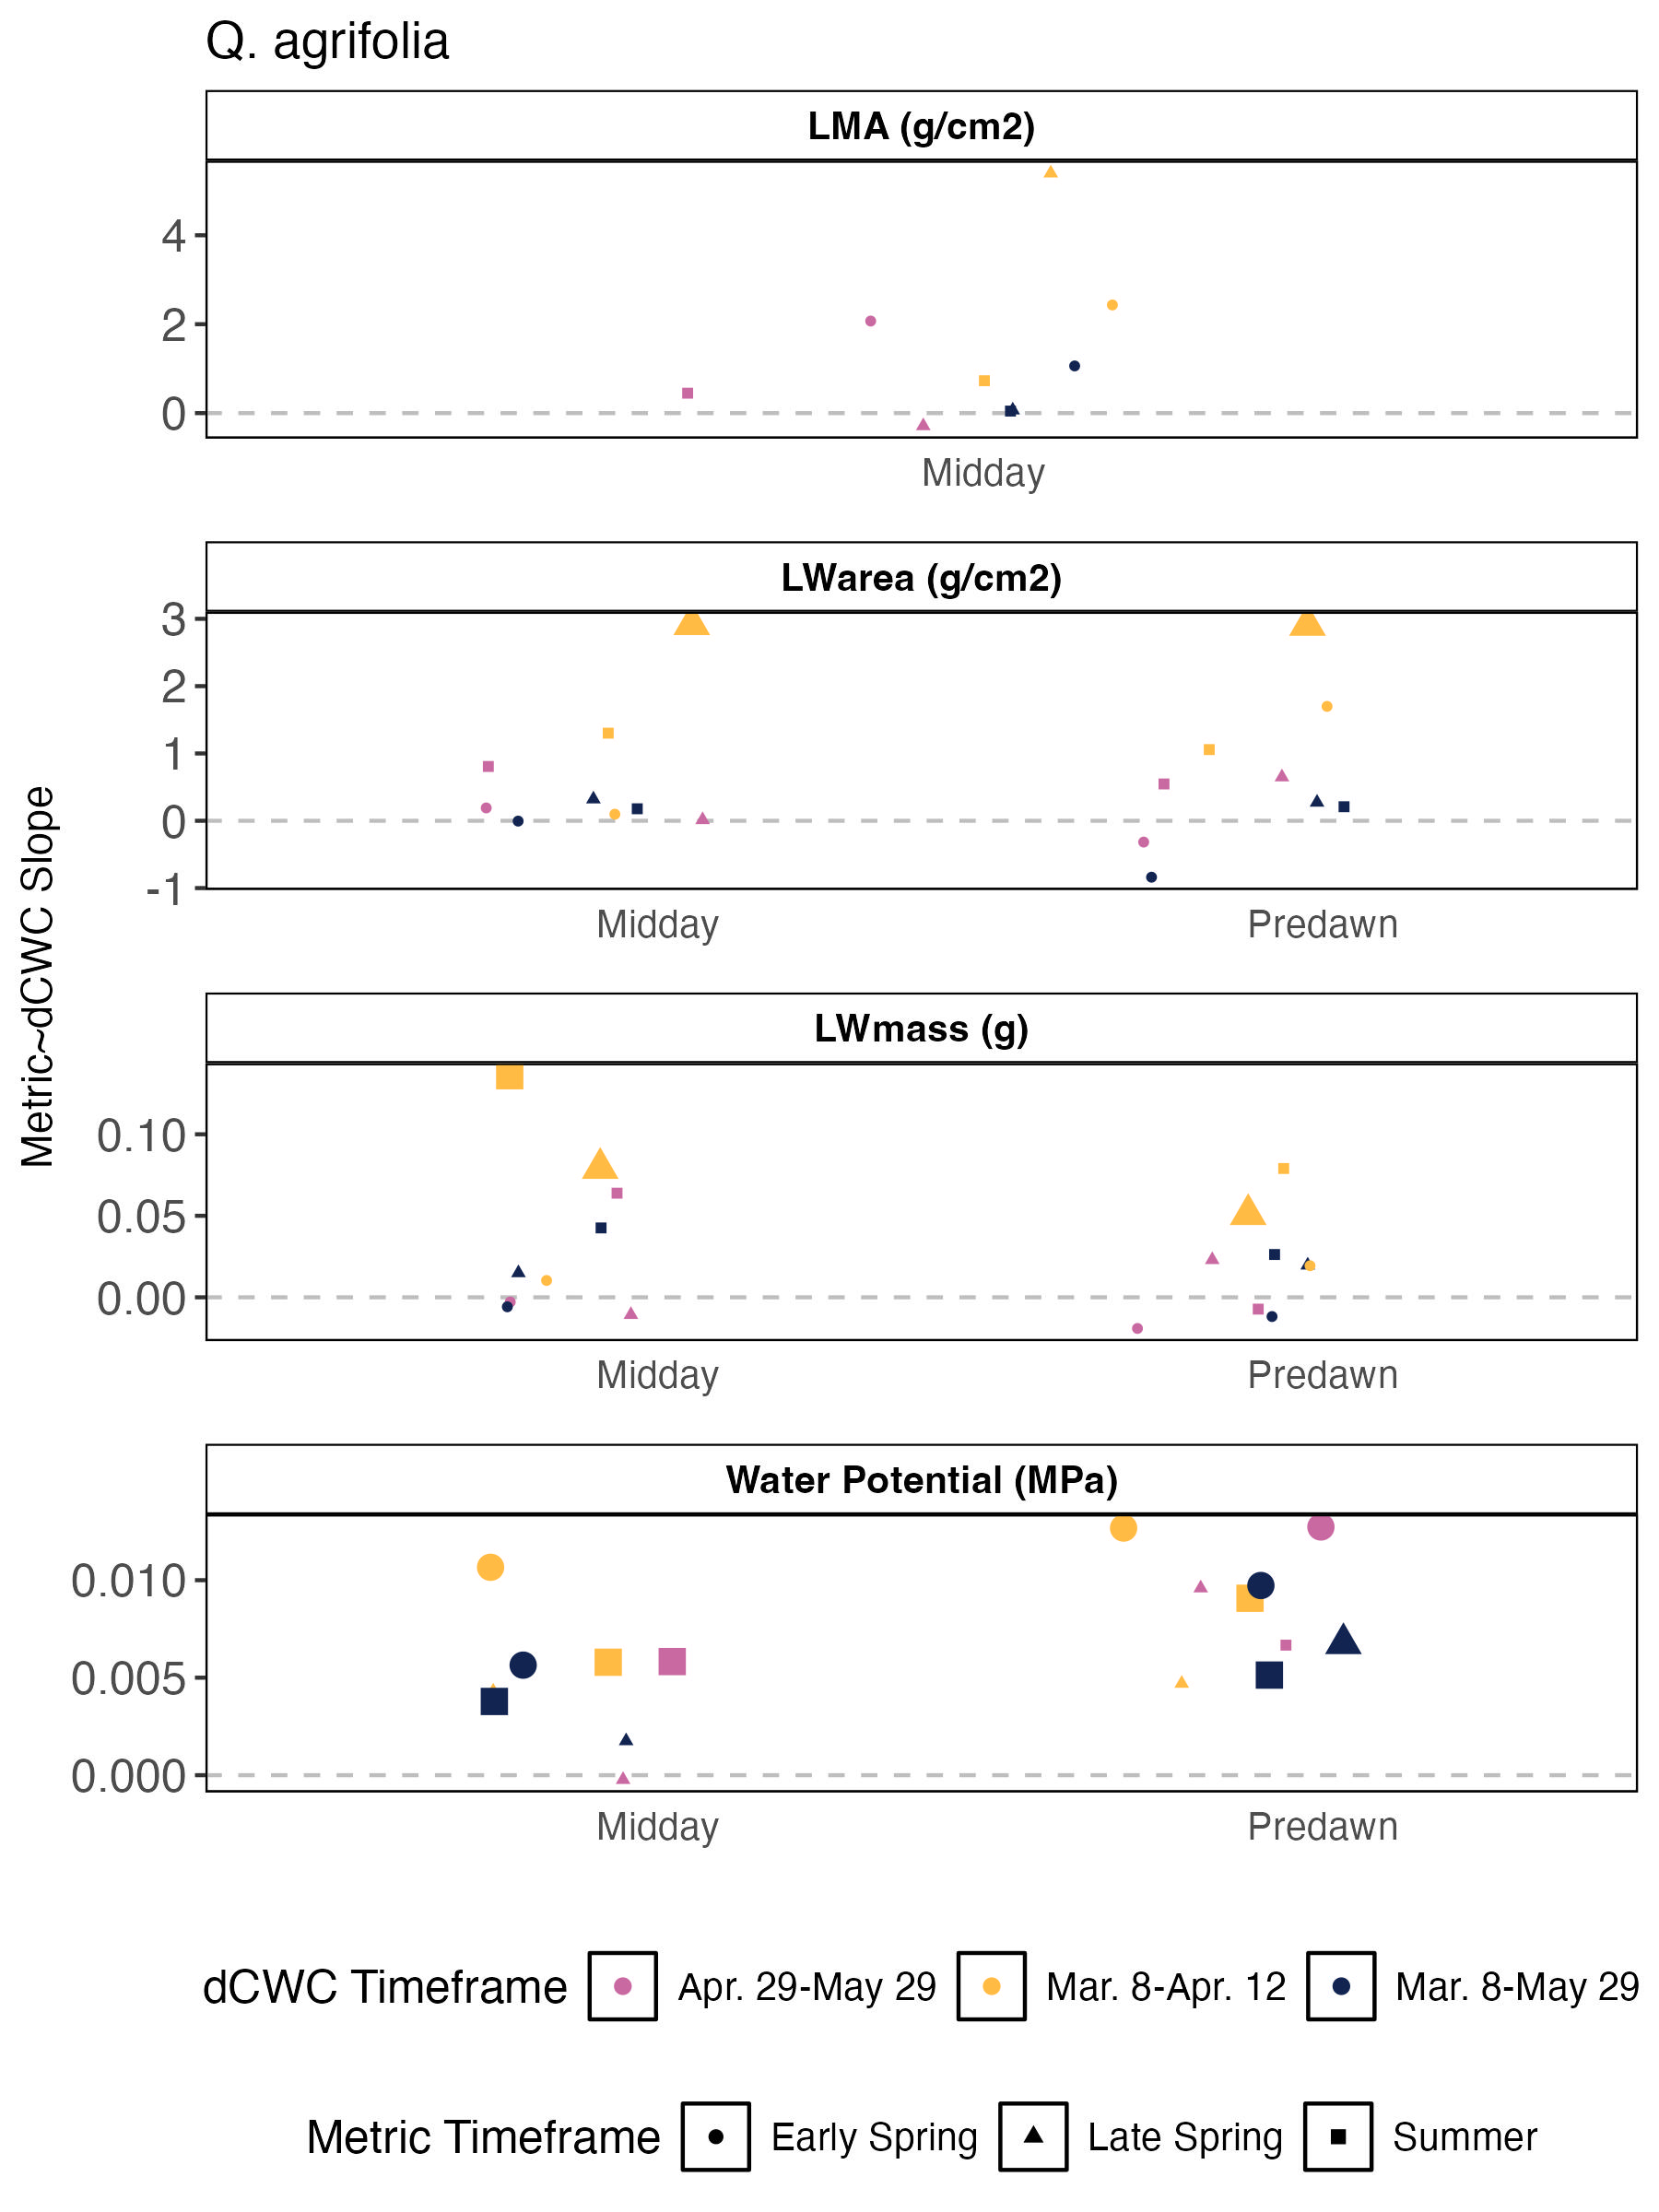 Q. agrifolia
LMA (g/cm2)
4
2
0
Midday
LWarea (g/cm2)
3
2
1
0
-1
Midday Predawn
Metric~dCWC Slope
LWmass (g)
0.10
0.05
0.00
Midday Predawn
Water Potential (MPa)
0.010
0.005
0.000
Midday Predawn
dCWC Timeframe Apr. 29-May 29 Mar. 8-Apr. 12 Mar. 8-May 29
Metric Timeframe Early Spring Late Spring Summer